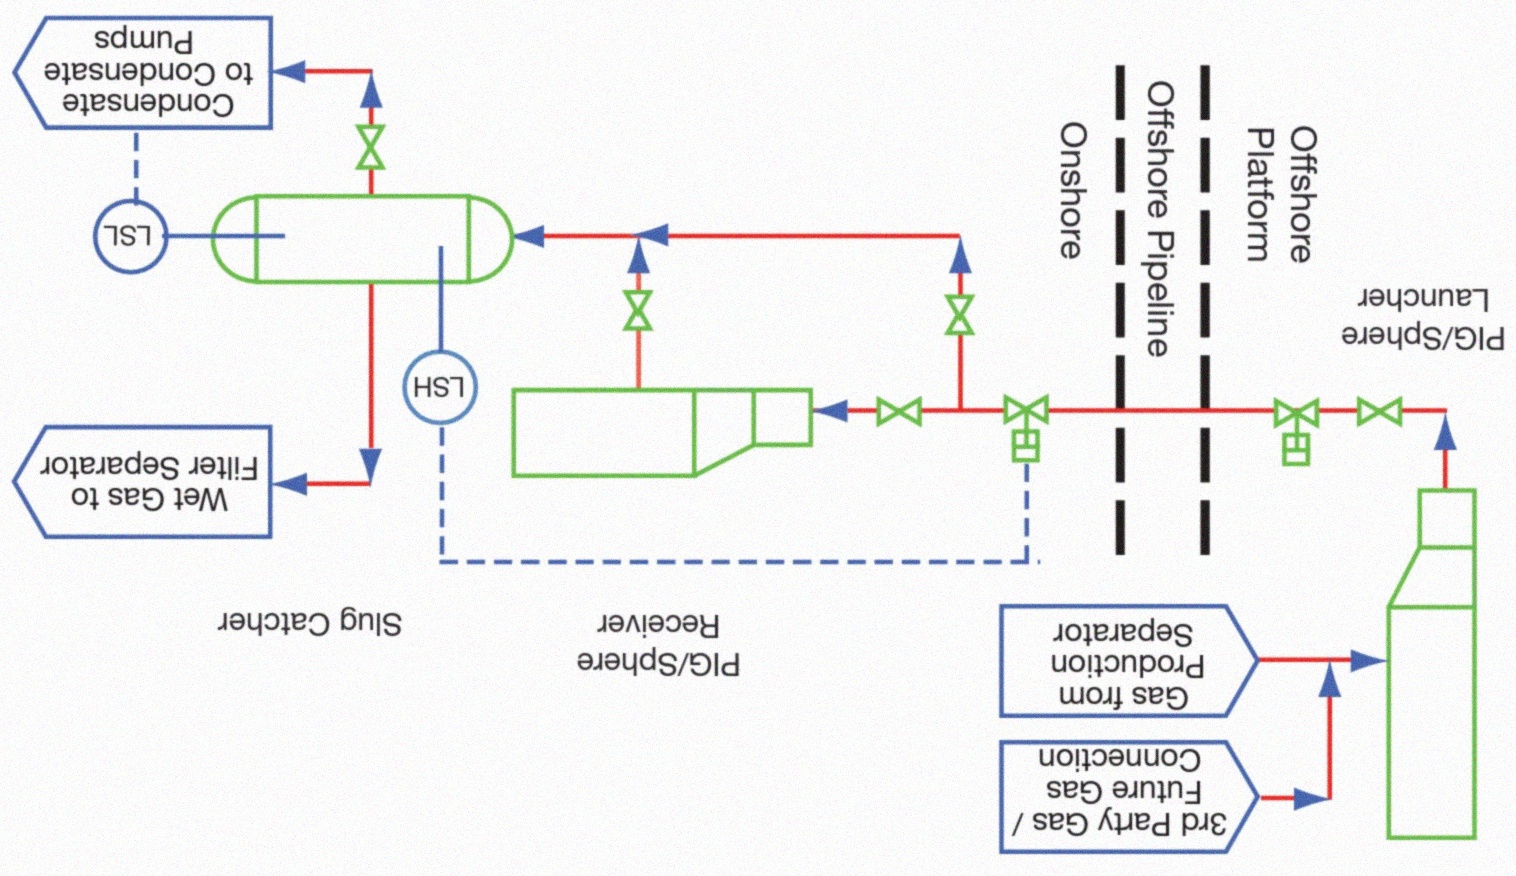 3rd Party Gas /
Future Gas
Connection
Gas from
Production
Separator
PIG/Sphere
Receiver
Slug Catcher
Wet Gas to
Filter Separator
LSH
PIG/Sphere
Launcher
Offshore
Platform
Offshore Pipeline
Onshore
LSL
Condensate
to Condensate
Pumps